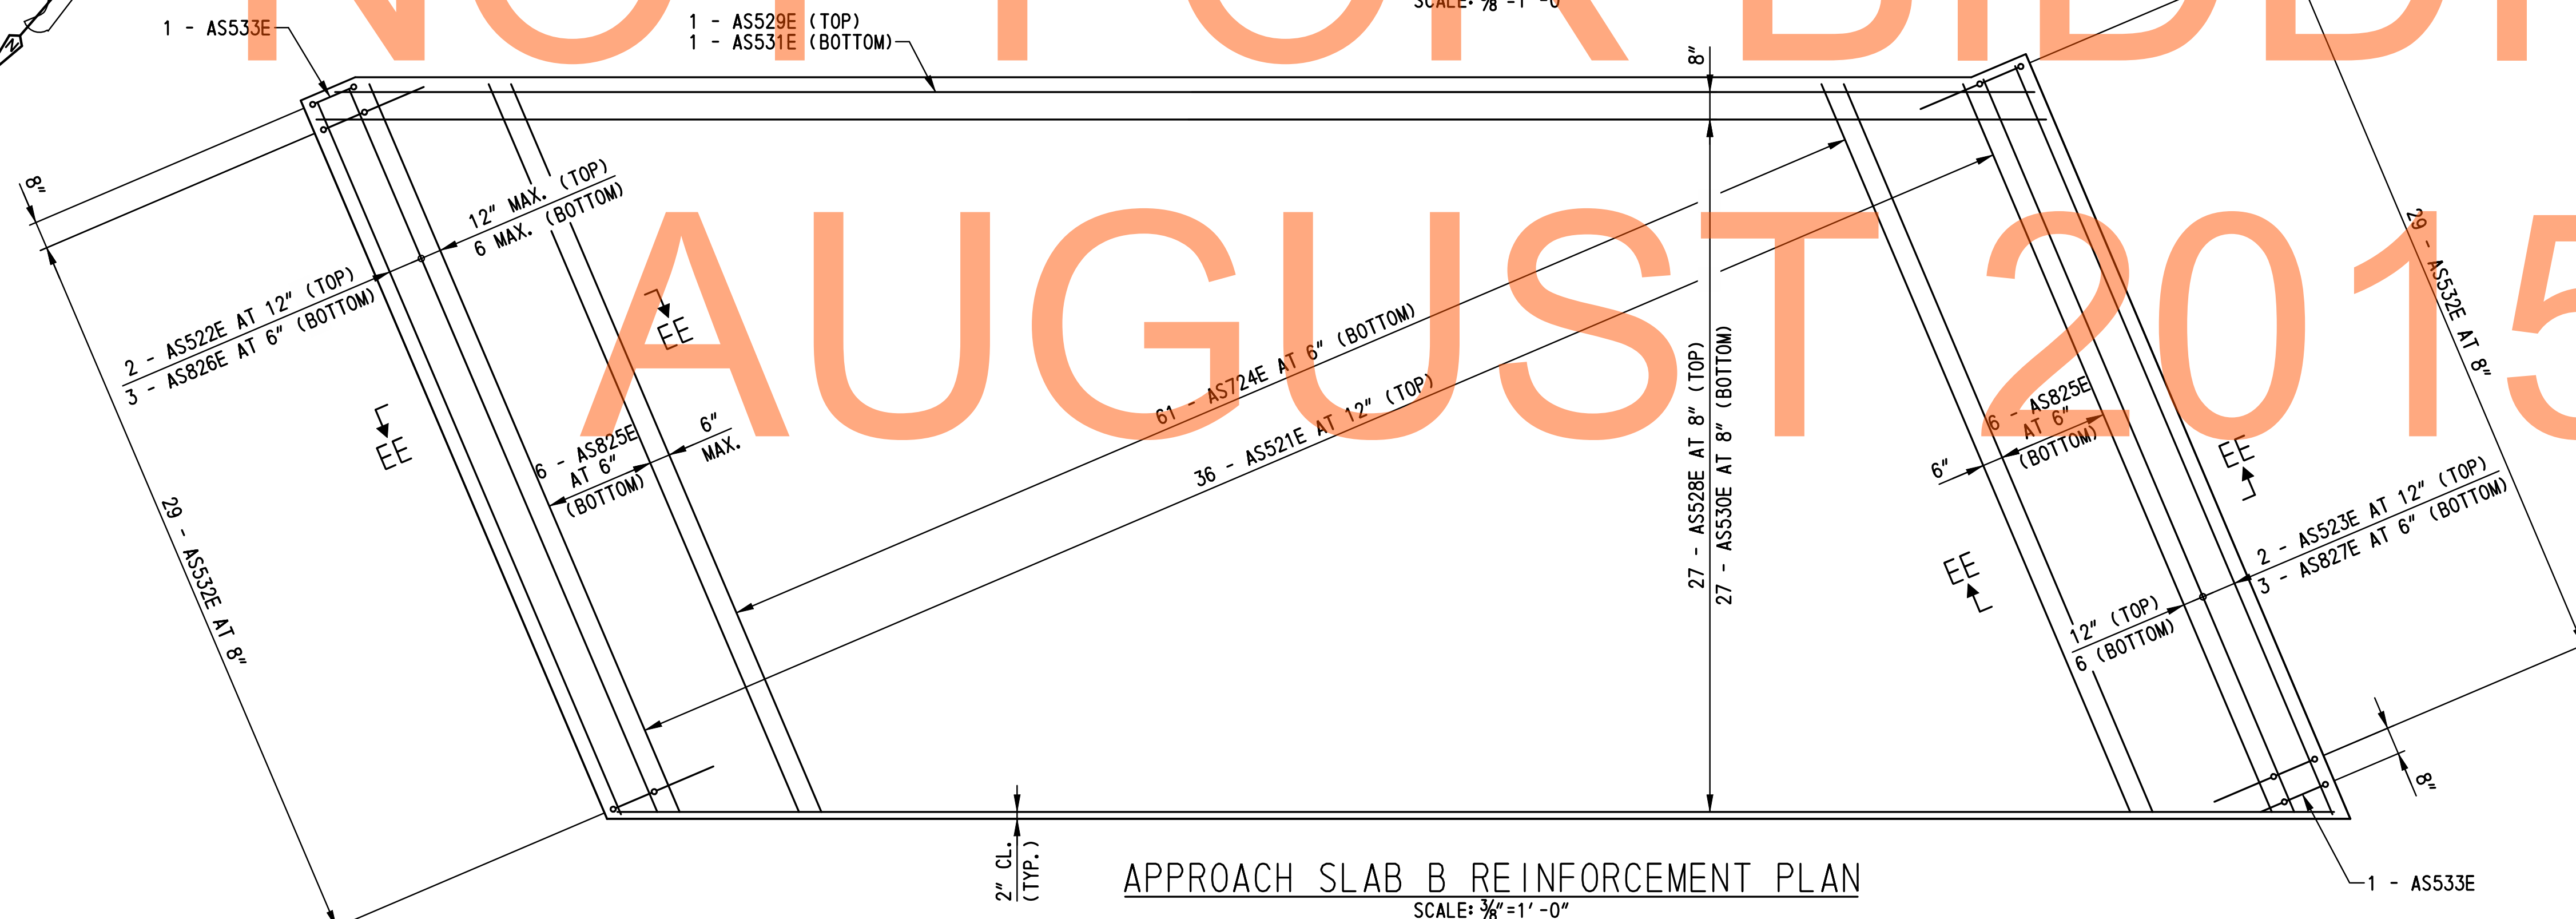 NOT FOR BIDDI
SCALE: ⅜"=1'-0"
1 - AS533E
1 - AS529E (TOP)
1 - AS531E (BOTTOM)
8"
N
8"
12" MAX. (TOP)
6 MAX. (BOTTOM)
AUGUST 2015
2 - AS522E AT 12" (TOP)
3 - AS826E AT 6" (BOTTOM)
EE
EE
29 - AS532E AT 8"
6 - AS825E
AT 6"
(BOTTOM)
6"
MAX.
61 - AS724E AT 6" (BOTTOM)
36 - AS521E AT 12" (TOP)
27 - AS528E AT 8" (TOP)
27 - AS530E AT 8" (BOTTOM)
6"
6 - AS825E
AT 6"
(BOTTOM)
EE
EE
29 - AS532E AT 8"
2 - AS523E AT 12" (TOP)
3 - AS827E AT 6" (BOTTOM)
12" (TOP)
6 (BOTTOM)
8"
2" CL.
(TYP.)
1 - AS533E
APPROACH SLAB B REINFORCEMENT PLAN
SCALE: ⅜"=1'-0"